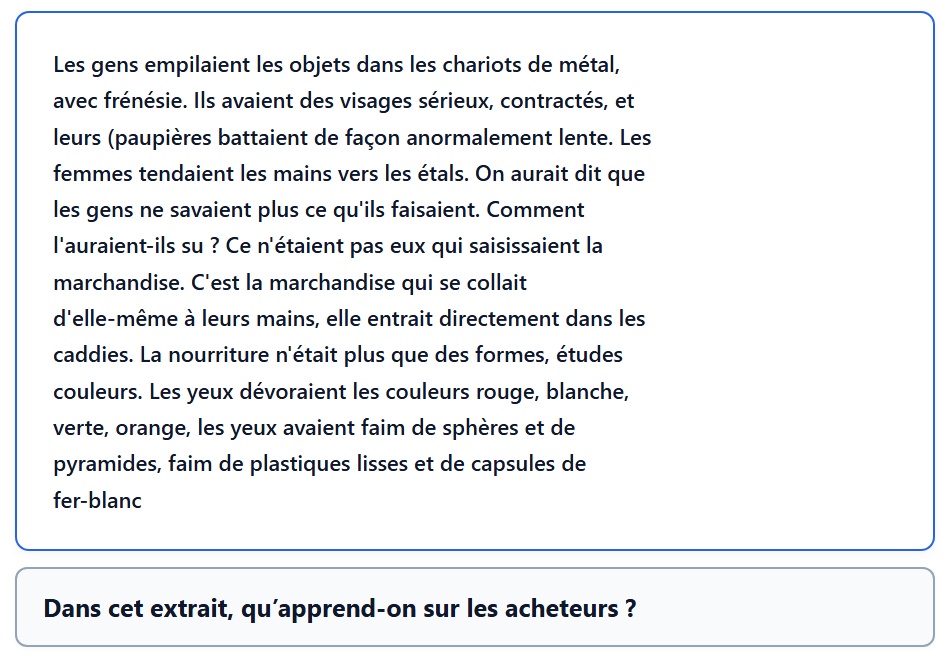 Les gens empilaient les objets dans les chariots de métal,
avec frénésie. Ils avaient des visages sérieux, contractés, et
leurs (paupières battaient de façon anormalement lente. Les
femmes tendaient les mains vers les étals. On aurait dit que
les gens ne savaient plus ce qu'ils faisaient. Comment
l'auraient-ils su ? Ce n'étaient pas eux qui saisissaient la
marchandise. C'est la marchandise qui se collait
d'elle-même à leurs mains, elle entrait directement dans les
caddies. La nourriture n'était plus que des formes, études
couleurs. Les yeux dévoraient les couleurs rouge, blanche,
verte, orange, les yeux avaient faim de sphères et de
pyramides, faim de plastiques lisses et de capsules de
fer-blanc
Dans cet extrait, qu’apprend-on sur les acheteurs ?